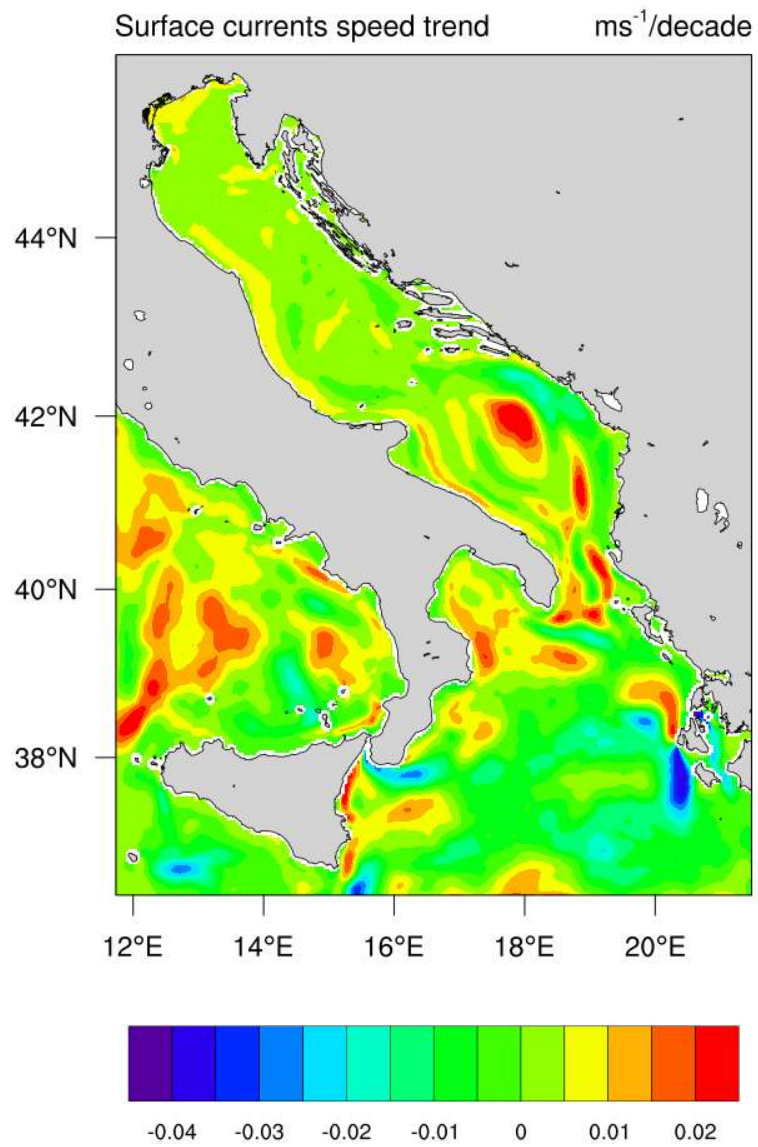 Surface currents speed trend ms⁻¹/decade
44°N
42°N
40°N
38°N
12°E 14°E 16°E 18°E 20°E
-0.04 -0.03 -0.02 -0.01 0 0.01 0.02